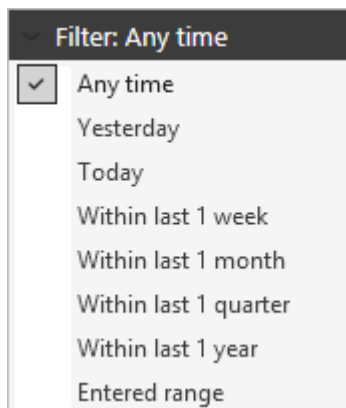 Filter: Any time
Any time
Yesterday
Today
Within last 1 week
Within last 1 month
Within last 1 quarter
Within last 1 year
Entered range